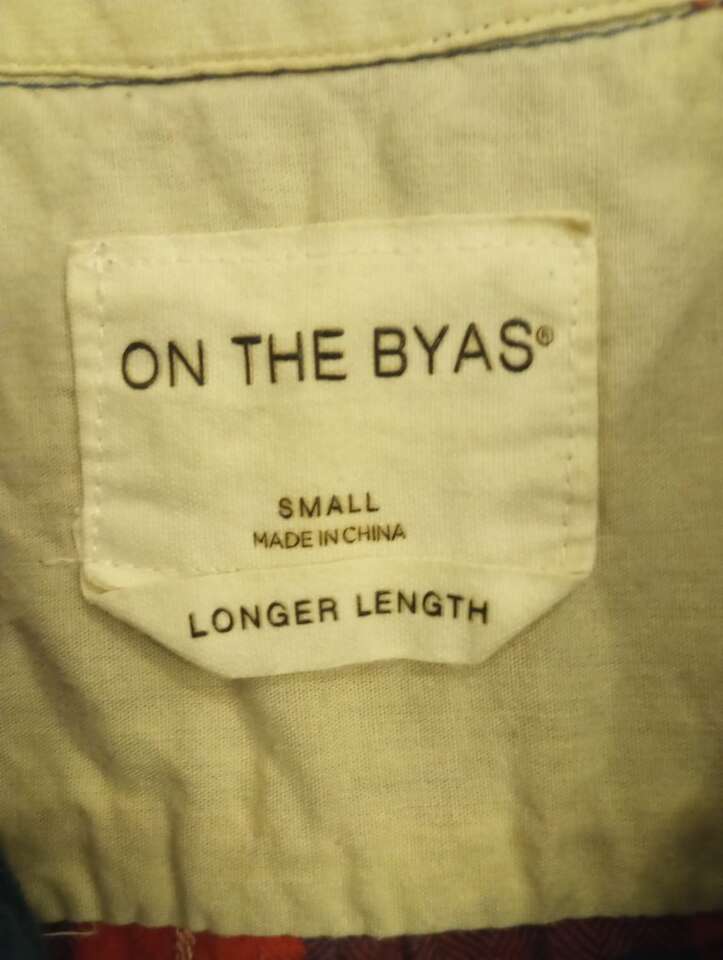 ON THE BYAS®
SMALL
MADE IN CHINA
LONGER LENGTH